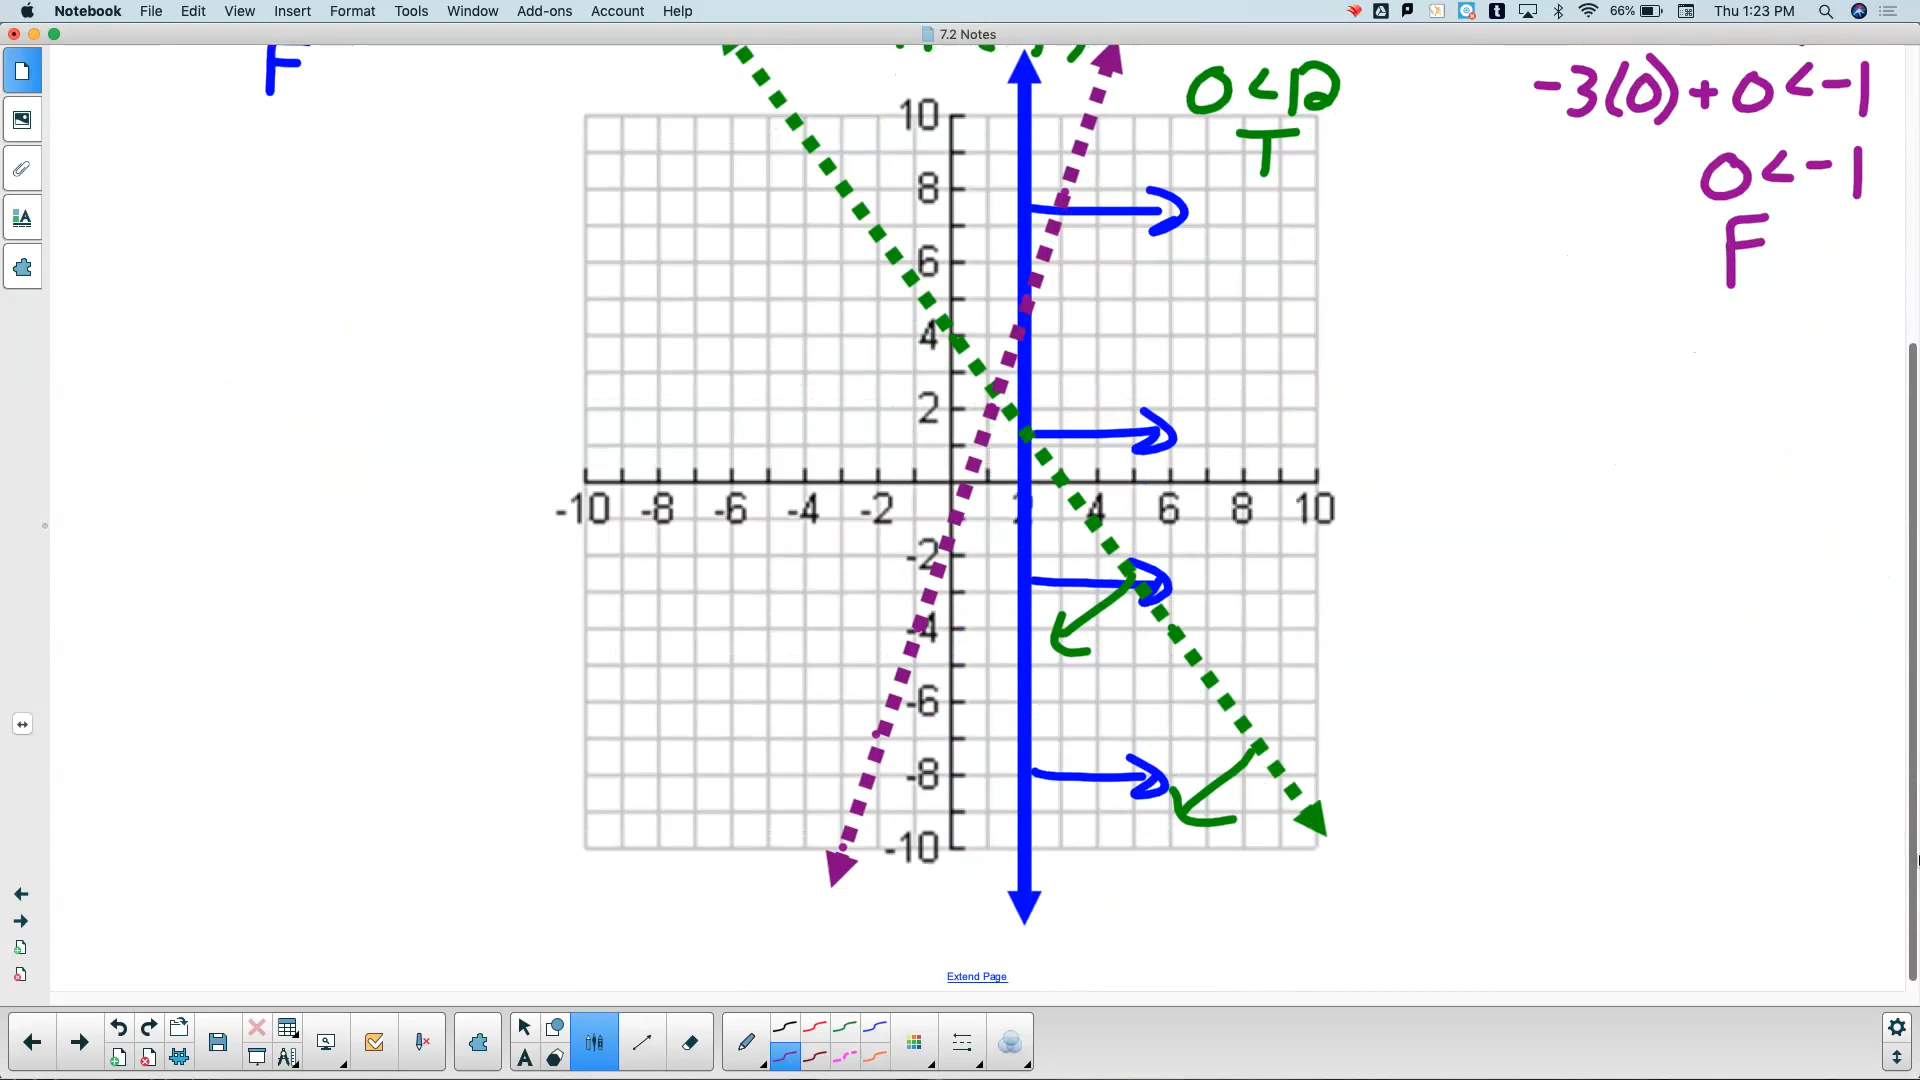 Notebook File Edit View Insert Format Tools Window Add-ons Account Help 66% Thu 1:23 PM
7.2 Notes
F
0 < 12
T
-3(0) + 0 < -1
0 < -1
F
10
8
6
4
2
-10 -8 -6 -4 -2 2 4 6 8 10
-2
-4
-6
-8
-10
Extend Page